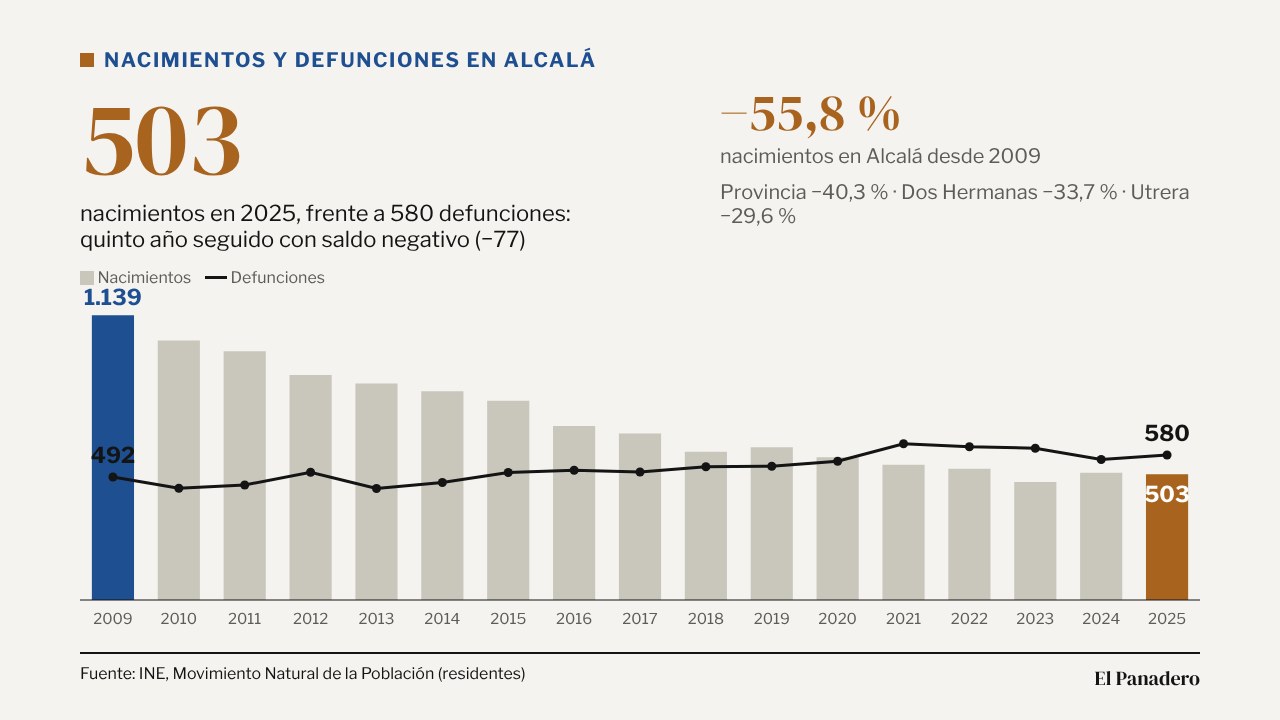 NACIMIENTOS Y DEFUNCIONES EN ALCALÁ
503
nacimientos en 2025, frente a 580 defunciones:
quinto año seguido con saldo negativo (−77)
−55,8 %
nacimientos en Alcalá desde 2009
Provincia −40,3 % · Dos Hermanas −33,7 % · Utrera
−29,6 %
Nacimientos Defunciones
1.139
492
580
503
2009 2010 2011 2012 2013 2014 2015 2016 2017 2018 2019 2020 2021 2022 2023 2024 2025
Fuente: INE, Movimiento Natural de la Población (residentes)
El Panadero